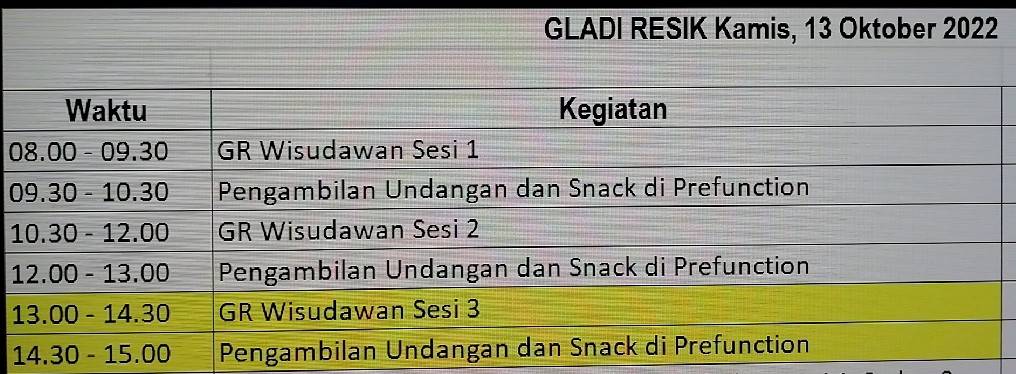 GLADI RESIK Kamis, 13 Oktober 2022
Waktu Kegiatan
08.00 - 09.30 GR Wisudawan Sesi 1
09.30 - 10.30 Pengambilan Undangan dan Snack di Prefunction
10.30 - 12.00 GR Wisudawan Sesi 2
12.00 - 13.00 Pengambilan Undangan dan Snack di Prefunction
13.00 - 14.30 GR Wisudawan Sesi 3
14.30 - 15.00 Pengambilan Undangan dan Snack di Prefunction